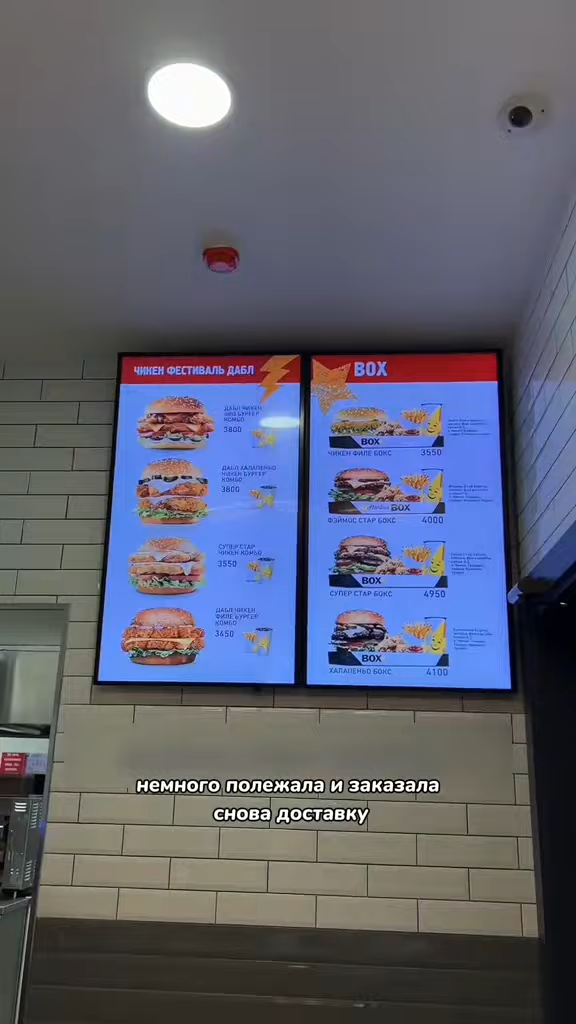 ЧИКЕН ФЕСТИВАЛЬ ДАБЛ
ДАБЛ ЧИКЕН
БУРГЕР
КОМБО
3800
ДАБЛ ХАЛАПЕНЬО
ЧИКЕН БУРГЕР
КОМБО
3800
СУПЕР СТАР
ЧИКЕН КОМБО
3550
ДАБЛ ЧИКЕН
ФИЛЕ БУРГЕР
КОМБО
3450
BOX
BOX
ЧИКЕН ФИЛЕ БОКС 3550
BOX
ФЭЙМОС СТАР БОКС 4000
BOX
СУПЕР СТАР БОКС 4950
BOX
ХАЛАПЕНЬО БОКС 4100
немного полежала и заказала
снова доставку